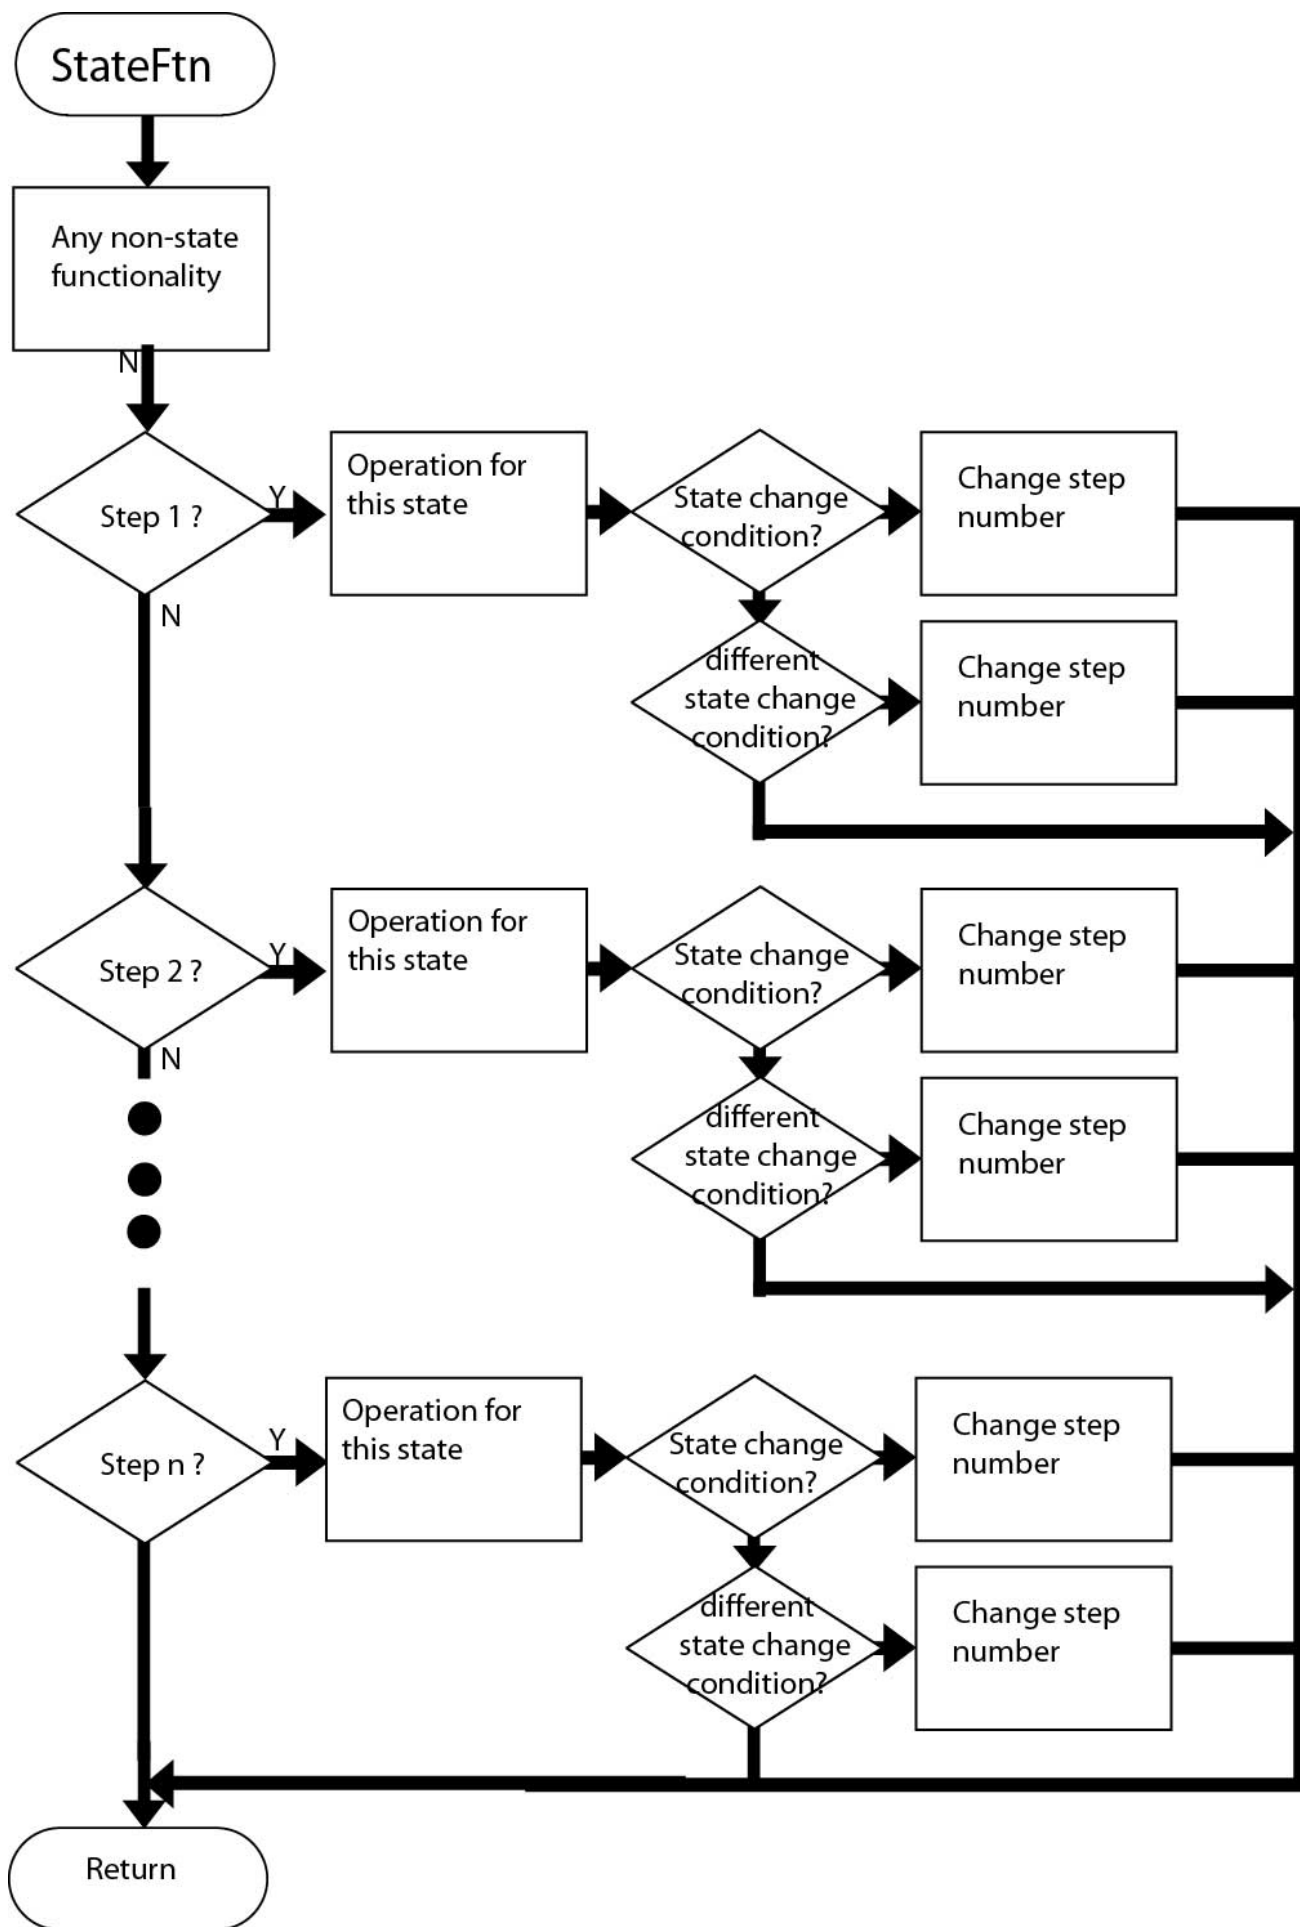 StateFtn
Any non-state
functionality
N
Step 1 ?
Y
Operation for
this state
State change
condition?
Change step
number
N
different
state change
condition?
Change step
number
Step 2 ?
Y
Operation for
this state
State change
condition?
Change step
number
N
different
state change
condition?
Change step
number
Step n ?
Y
Operation for
this state
State change
condition?
Change step
number
different
state change
condition?
Change step
number
Return